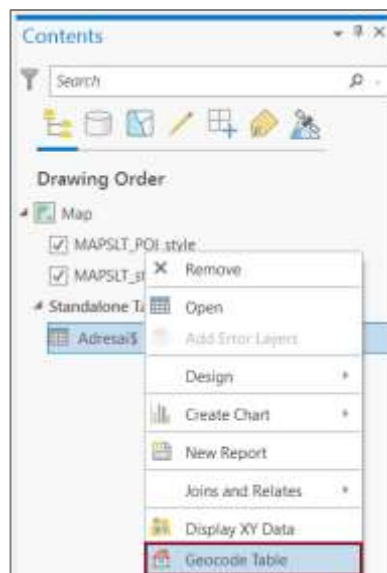 Contents
Search
Drawing Order
Map
MAPSLT_POI_style
MAPSLT_st
Standalone Ta
Adresai$
Remove
Open
Add Error Layers
Design
Create Chart
New Report
Joins and Relates
Display XY Data
Geocode Table